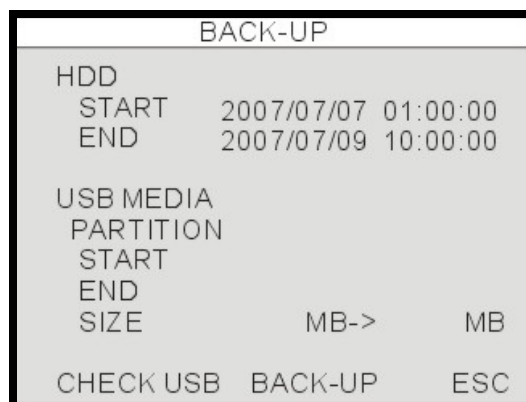 BACK-UP
HDD
START 2007/07/07 01:00:00
END 2007/07/09 10:00:00
USB MEDIA
PARTITION
START
END
SIZE MB-> MB
CHECK USB BACK-UP ESC